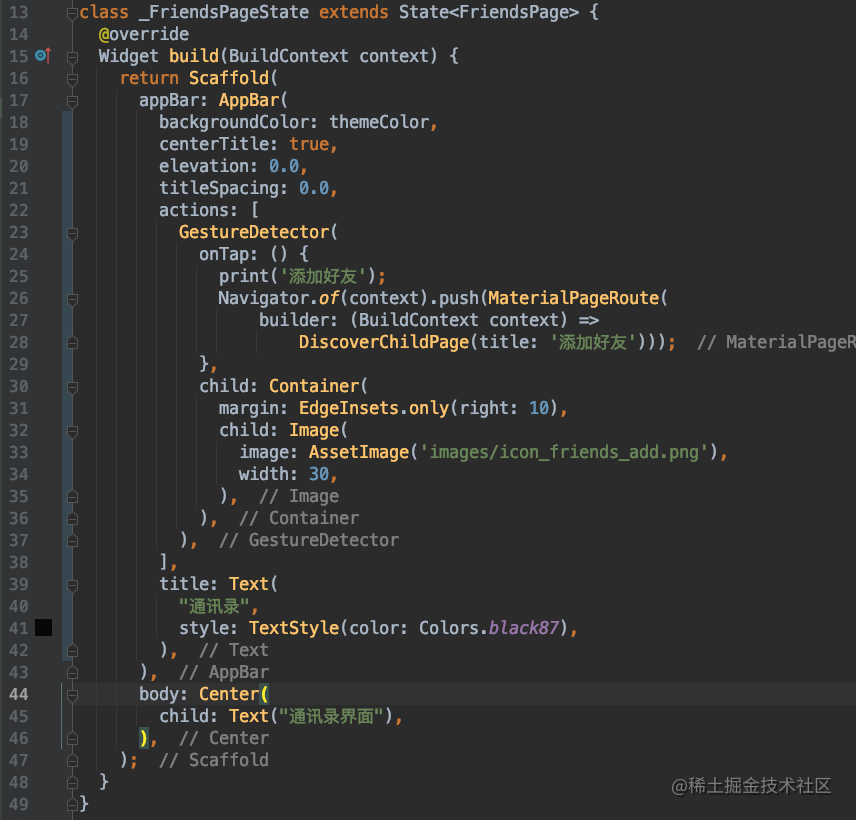 13 class _FriendsPageState extends State<FriendsPage> {
14   @override
15   Widget build(BuildContext context) {
16     return Scaffold(
17       appBar: AppBar(
18         backgroundColor: themeColor,
19         centerTitle: true,
20         elevation: 0.0,
21         titleSpacing: 0.0,
22         actions: [
23           GestureDetector(
24             onTap: () {
25               print('添加好友');
26               Navigator.of(context).push(MaterialPageRoute(
27                   builder: (BuildContext context) =>
28                       DiscoverChildPage(title: '添加好友'))); // MaterialPageR
29             },
30             child: Container(
31               margin: EdgeInsets.only(right: 10),
32               child: Image(
33                 image: AssetImage('images/icon_friends_add.png'),
34                 width: 30,
35               ), // Image
36             ), // Container
37           ), // GestureDetector
38         ],
39         title: Text(
40           "通讯录",
41           style: TextStyle(color: Colors.black87),
42         ), // Text
43       ), // AppBar
44       body: Center(
45         child: Text("通讯录界面"),
46       ), // Center
47     ); // Scaffold
48   }
49 }
@稀土掘金技术社区